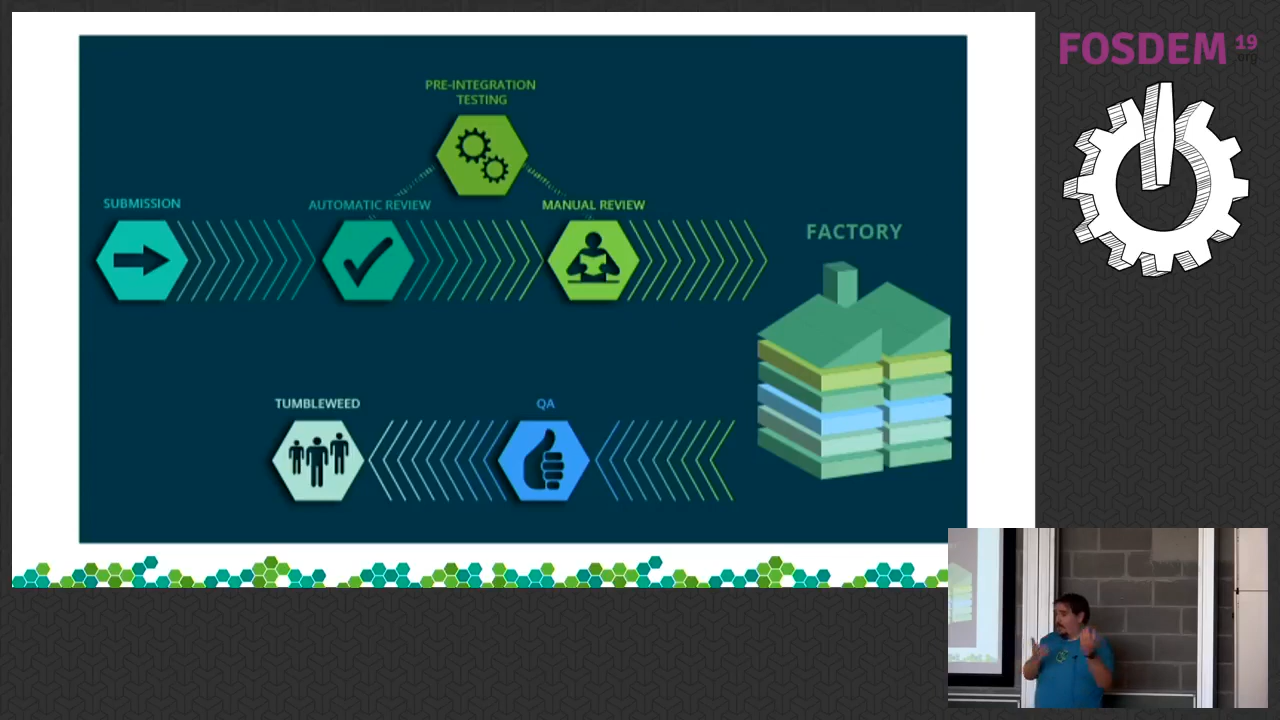 PRE-INTEGRATION
TESTING
SUBMISSION
AUTOMATIC REVIEW
MANUAL REVIEW
FACTORY
TUMBLEWEED
QA
FOSDEM 19
.org